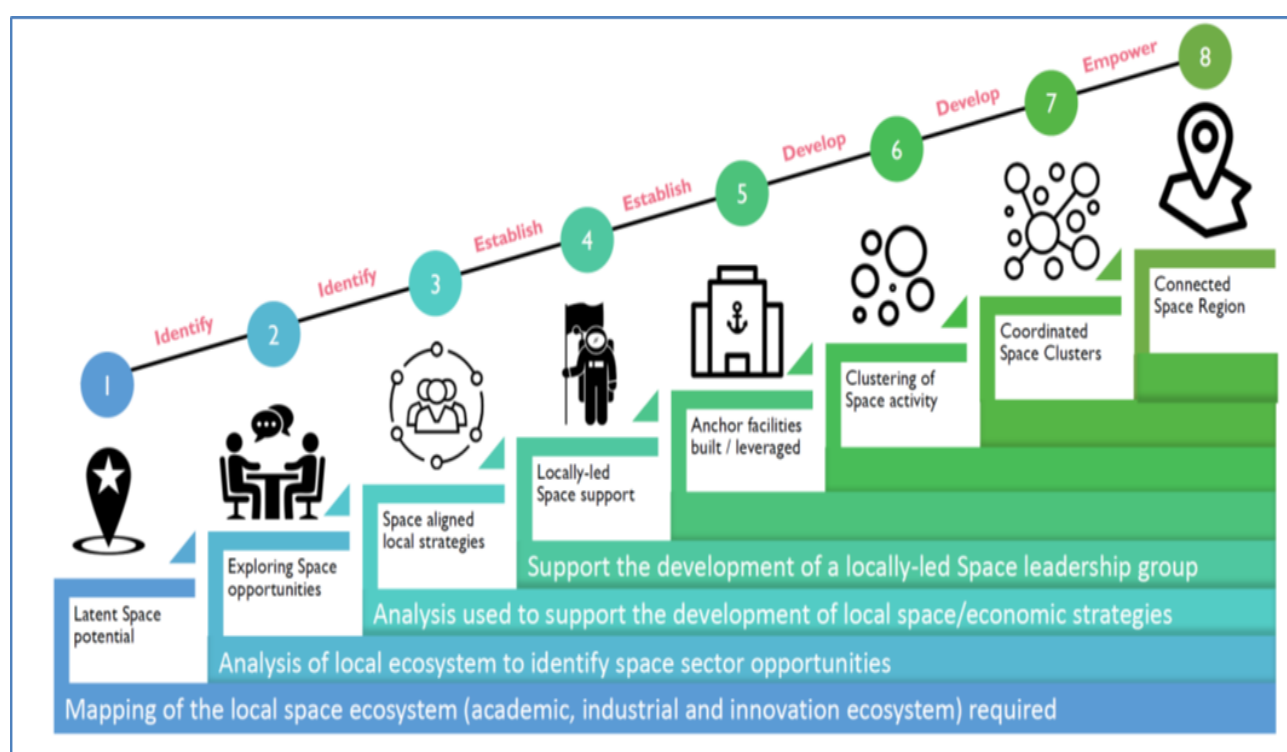 8
Empower
7
Develop
6
Develop
5
Establish
4
Establish
3
Identify
2
Identify
1
Connected
Space Region
Coordinated
Space Clusters
Clustering of
Space activity
Anchor facilities
built / leveraged
Locally-led
Space support
Space aligned
local strategies
Exploring Space
opportunities
Latent Space
potential
Support the development of a locally-led Space leadership group
Analysis used to support the development of local space/economic strategies
Analysis of local ecosystem to identify space sector opportunities
Mapping of the local space ecosystem (academic, industrial and innovation ecosystem) required